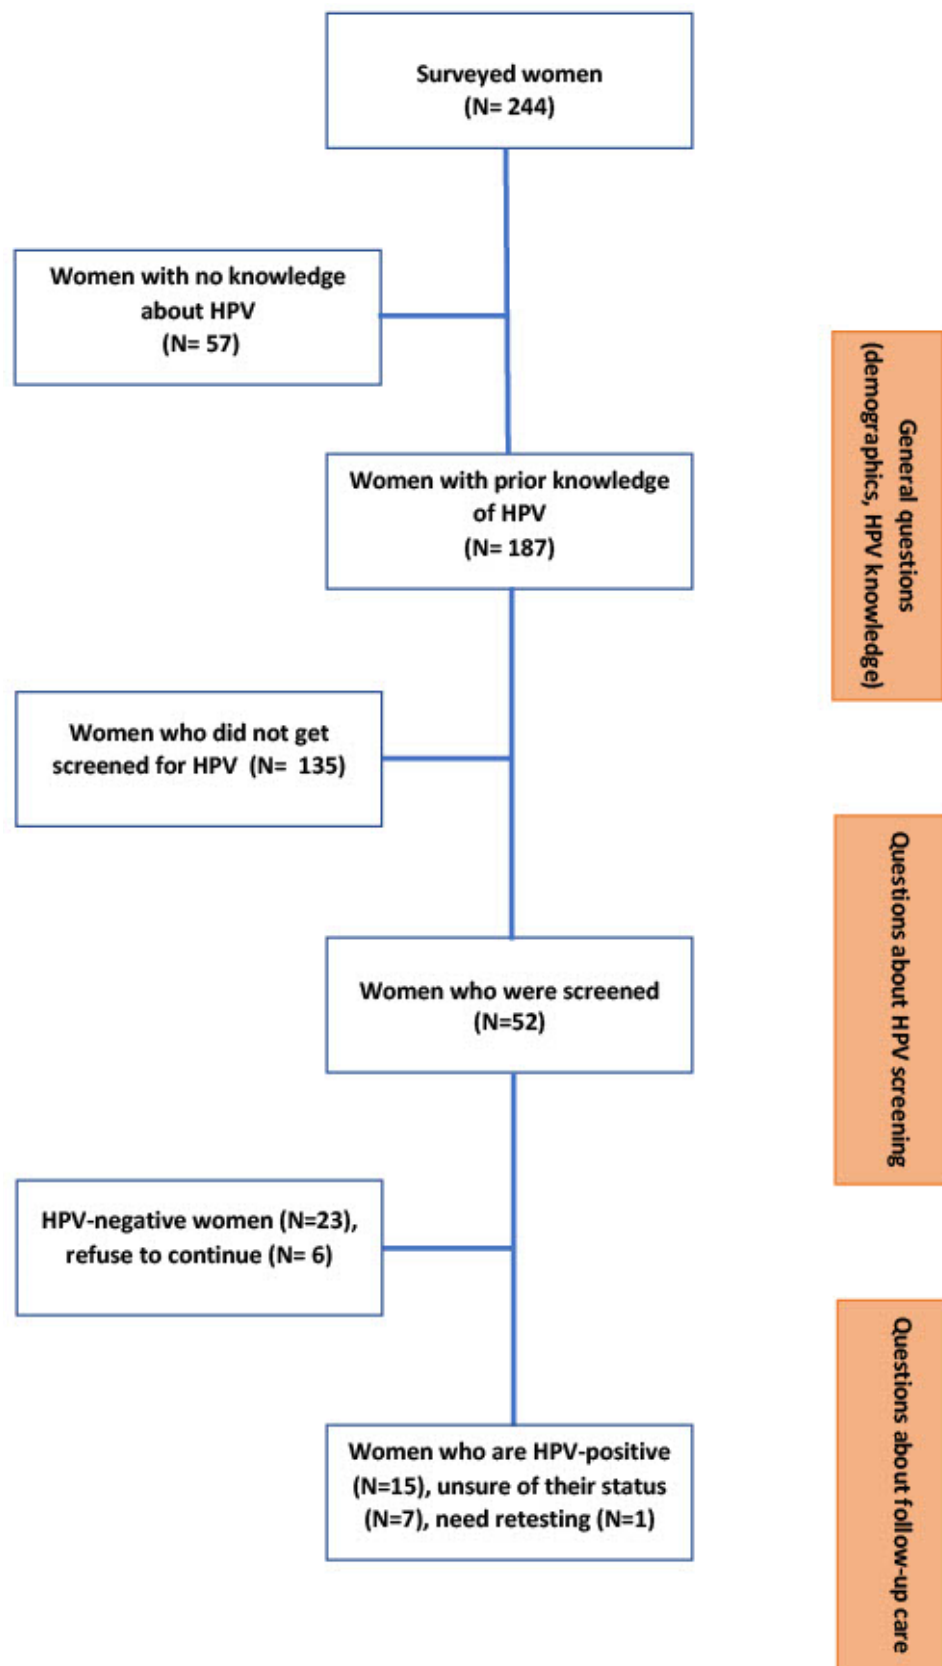 Surveyed women
(N= 244)
Women with no knowledge
about HPV
(N= 57)
Women with prior knowledge
of HPV
(N= 187)
General questions
(demographics, HPV knowledge)
Women who did not get
screened for HPV (N= 135)
Questions about HPV screening
Women who were screened
(N=52)
HPV-negative women (N=23),
refuse to continue (N= 6)
Questions about follow-up care
Women who are HPV-positive
(N=15), unsure of their status
(N=7), need retesting (N=1)